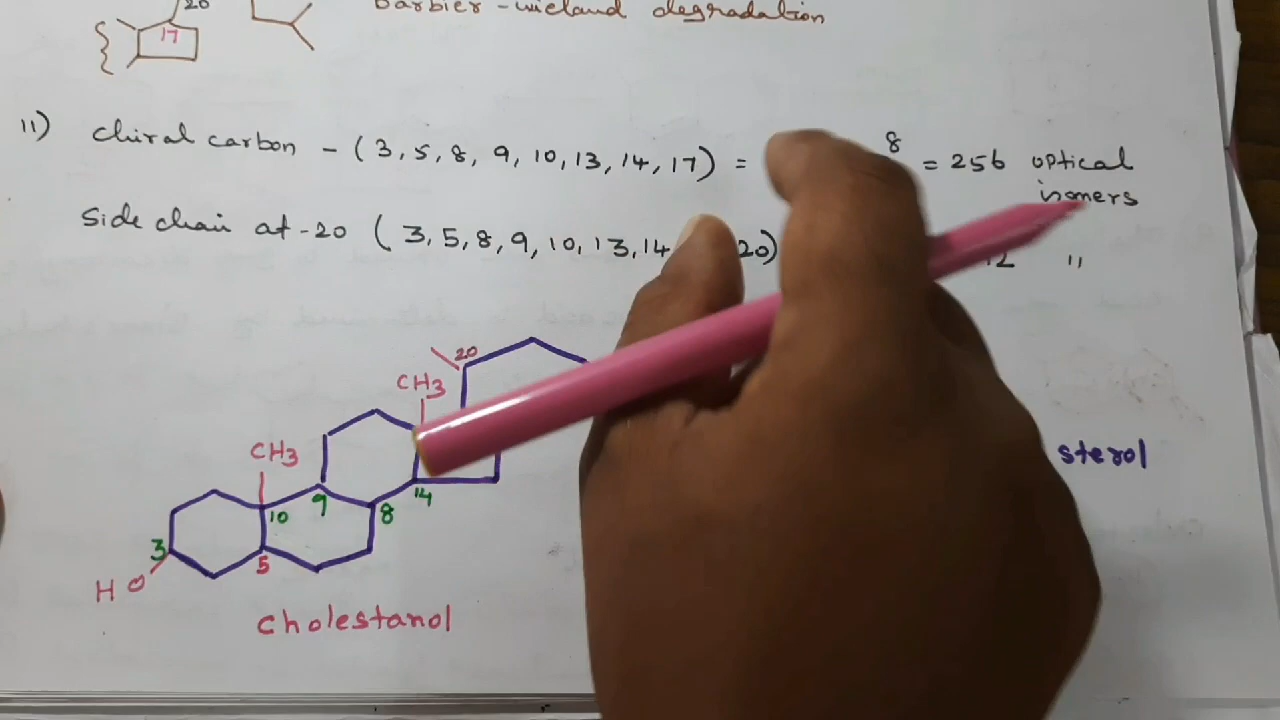 20
17
Barbier-wieland degradation
11) chiral carbon - (3, 5, 8, 9, 10, 13, 14, 17) = 8 = 256 optical
isomers
Side chain at -20 (3, 5, 8, 9, 10, 13, 14 20) "
20
CH3
CH3
sterol
9
14
10
8
3
5
HO
Cholestanol